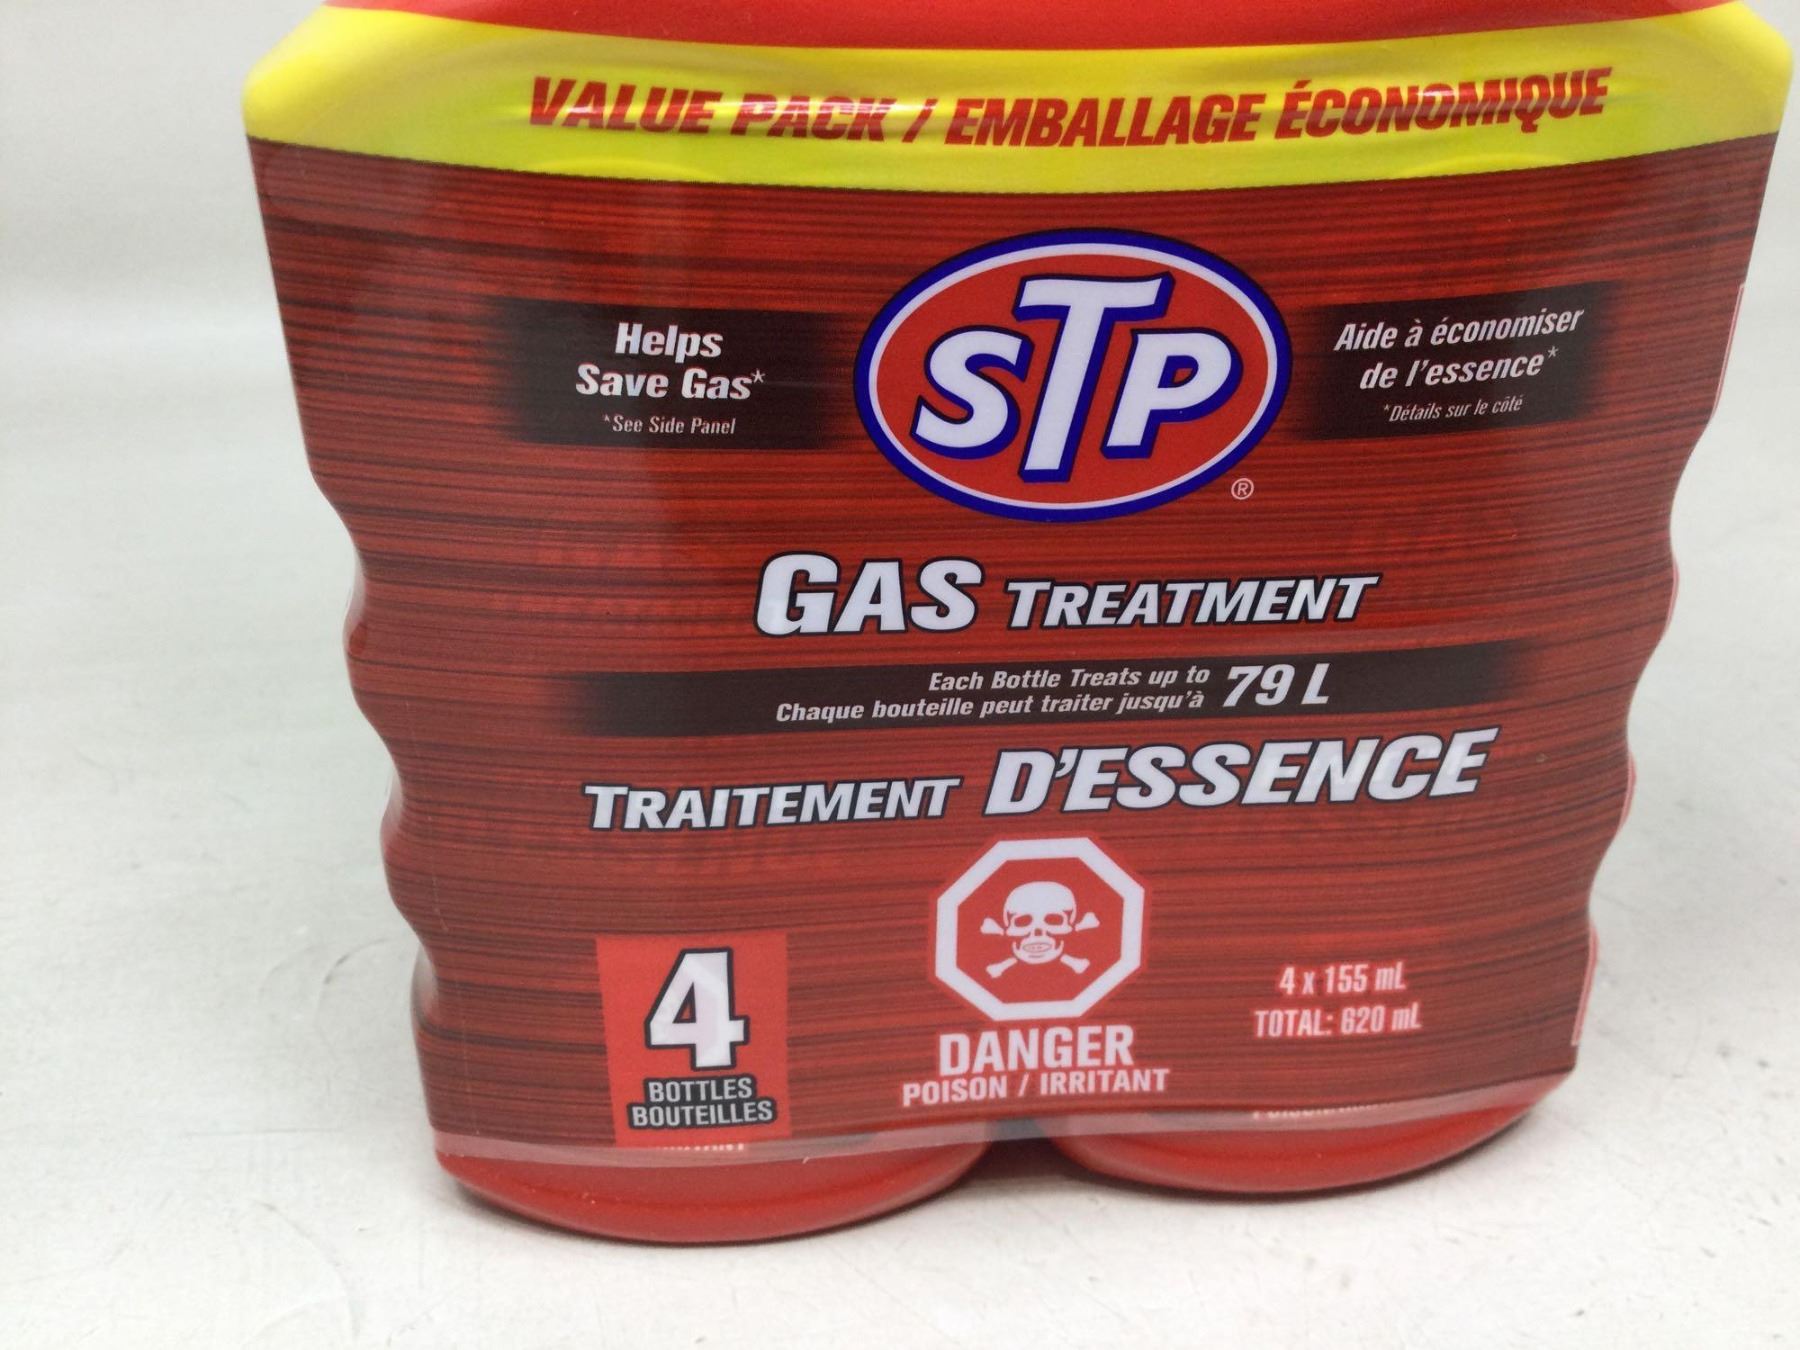 VALUE PACK / EMBALLAGE ÉCONOMIQUE
Helps
Save Gas*
*See Side Panel
STP
®
Aide à économiser
de l'essence*
*Détails sur le côté
GAS TREATMENT
Each Bottle Treats up to
Chaque bouteille peut traiter jusqu'à
79 L
TRAITEMENT D'ESSENCE
4
BOTTLES
BOUTEILLES
DANGER
POISON / IRRITANT
4 x 155 mL
TOTAL: 620 mL